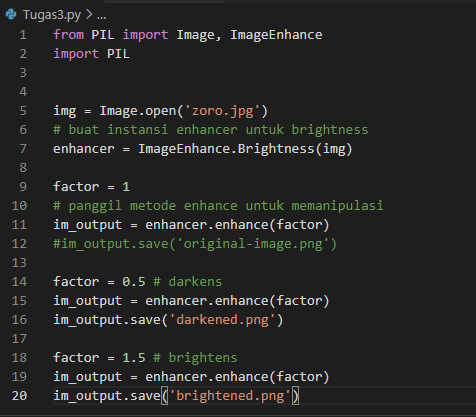 Tugas3.py > ...
1 from PIL import Image, ImageEnhance
2 import PIL
3
4
5 img = Image.open('zoro.jpg')
6 # buat instansi enhancer untuk brightness
7 enhancer = ImageEnhance.Brightness(img)
8
9 factor = 1
10 # panggil metode enhance untuk memanipulasi
11 im_output = enhancer.enhance(factor)
12 #im_output.save('original-image.png')
13
14 factor = 0.5 # darkens
15 im_output = enhancer.enhance(factor)
16 im_output.save('darkened.png')
17
18 factor = 1.5 # brightens
19 im_output = enhancer.enhance(factor)
20 im_output.save('brightened.png')